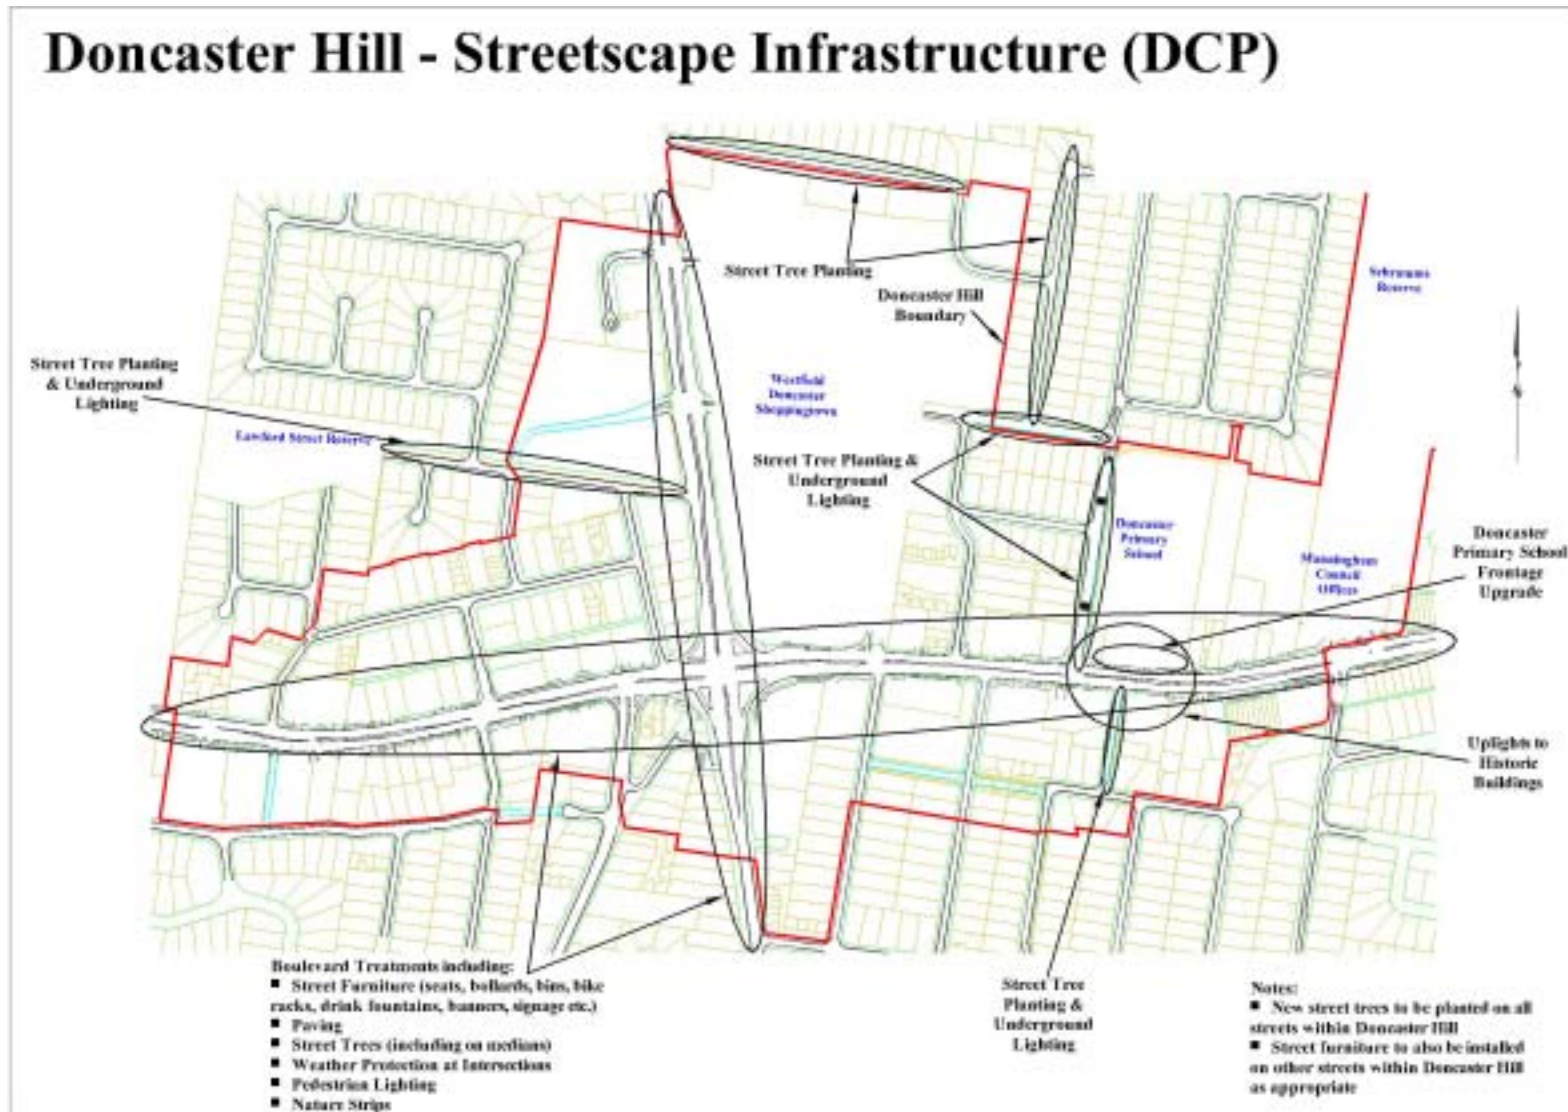 Doncaster Hill - Streetscape Infrastructure (DCP)
Street Tree Planting
Doncaster Hill
Boundary
Schramms
Reserve
Street Tree Planting
& Underground
Lighting
Westfield
Doncaster
Shoppingtown
Lawford Street Reserve
Street Tree Planting &
Underground
Lighting
Doncaster
Primary
School
Manningham
Council
Offices
Doncaster
Primary School
Frontage
Upgrade
Uplights to
Historic
Buildings
Boulevard Treatments including:
■ Street Furniture (seats, bollards, bins, bike
racks, drink fountains, banners, signage etc.)
■ Paving
■ Street Trees (including on medians)
■ Weather Protection at Intersections
■ Pedestrian Lighting
■ Nature Strips
Street Tree
Planting &
Underground
Lighting
Notes:
■ New street trees to be planted on all
streets within Doncaster Hill
■ Street furniture to also be installed
on other streets within Doncaster Hill
as appropriate